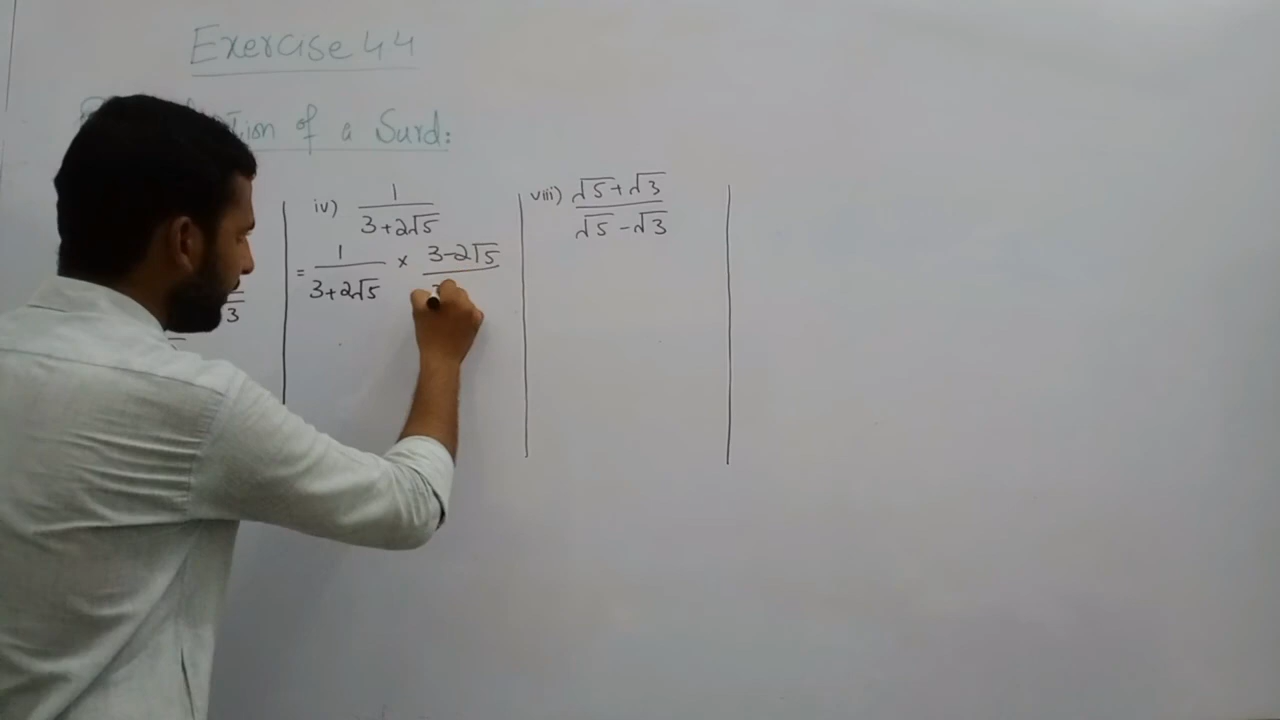 Exercise 44
tion of a Surd:
iv) 1 / 3+2√5
= 1 / 3+2√5 × 3-2√5
viii) √5+√3 / √5-√3
3